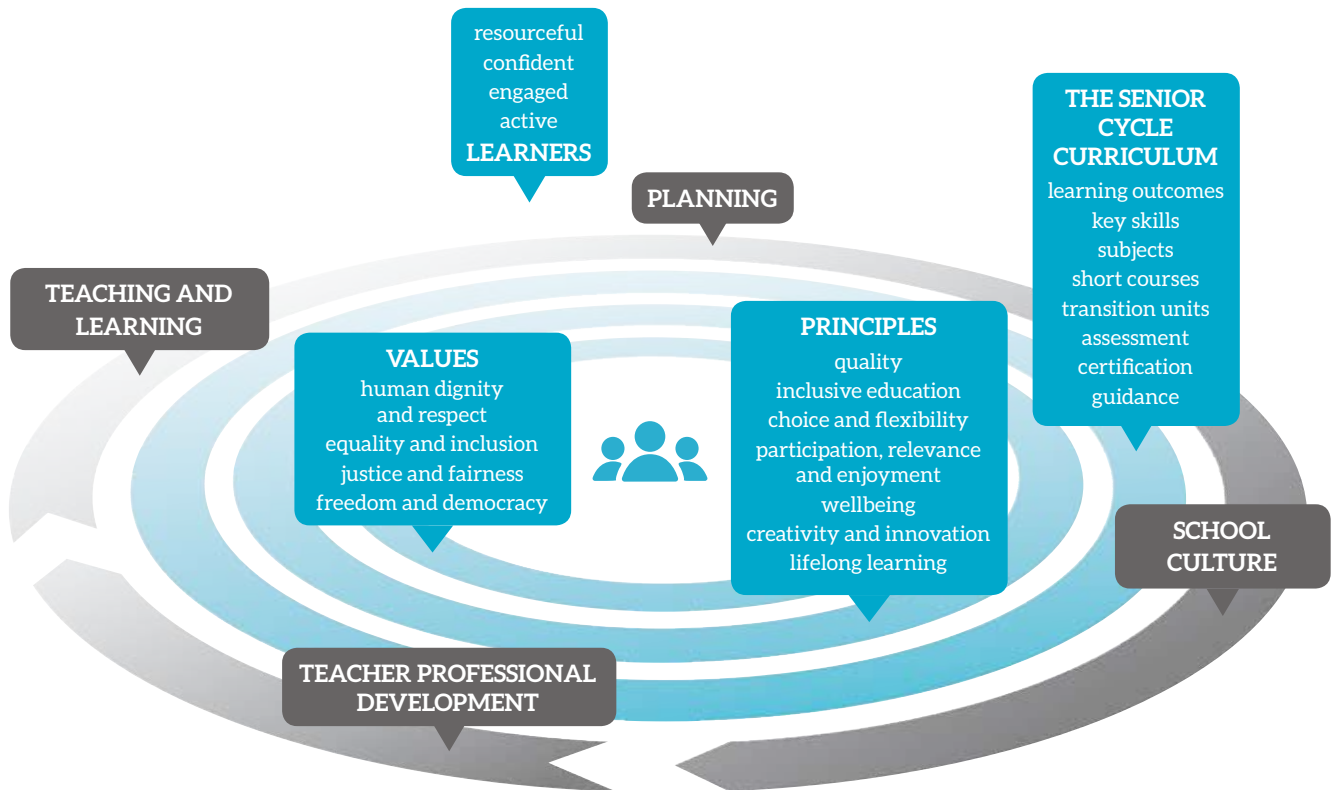 resourceful
confident
engaged
active
LEARNERS
PLANNING
THE SENIOR
CYCLE
CURRICULUM
learning outcomes
key skills
subjects
short courses
transition units
assessment
certification
guidance
TEACHING AND
LEARNING
VALUES
human dignity
and respect
equality and inclusion
justice and fairness
freedom and democracy
PRINCIPLES
quality
inclusive education
choice and flexibility
participation, relevance
and enjoyment
wellbeing
creativity and innovation
lifelong learning
SCHOOL
CULTURE
TEACHER PROFESSIONAL
DEVELOPMENT